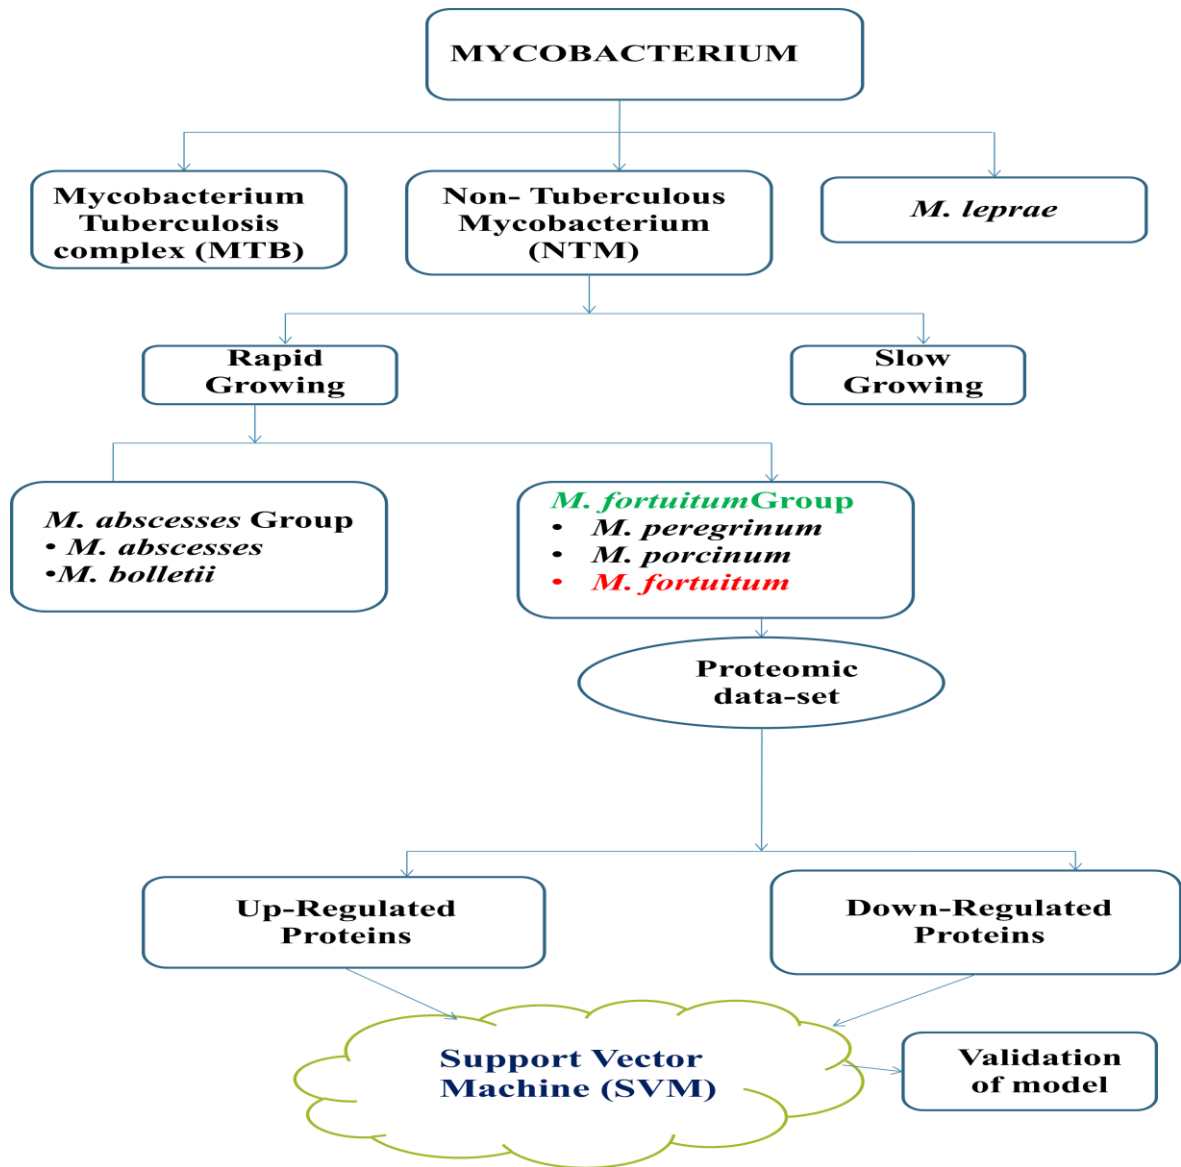 MYCOBACTERIUM
Mycobacterium
Tuberculosis
complex (MTB)
Non- Tuberculous
Mycobacterium
(NTM)
M. leprae
Rapid
Growing
Slow
Growing
M. abscesses Group
• M. abscesses
•M. bolletii
M. fortuitumGroup
• M. peregrinum
• M. porcinum
• M. fortuitum
Proteomic
data-set
Up-Regulated
Proteins
Down-Regulated
Proteins
Support Vector
Machine (SVM)
Validation
of model